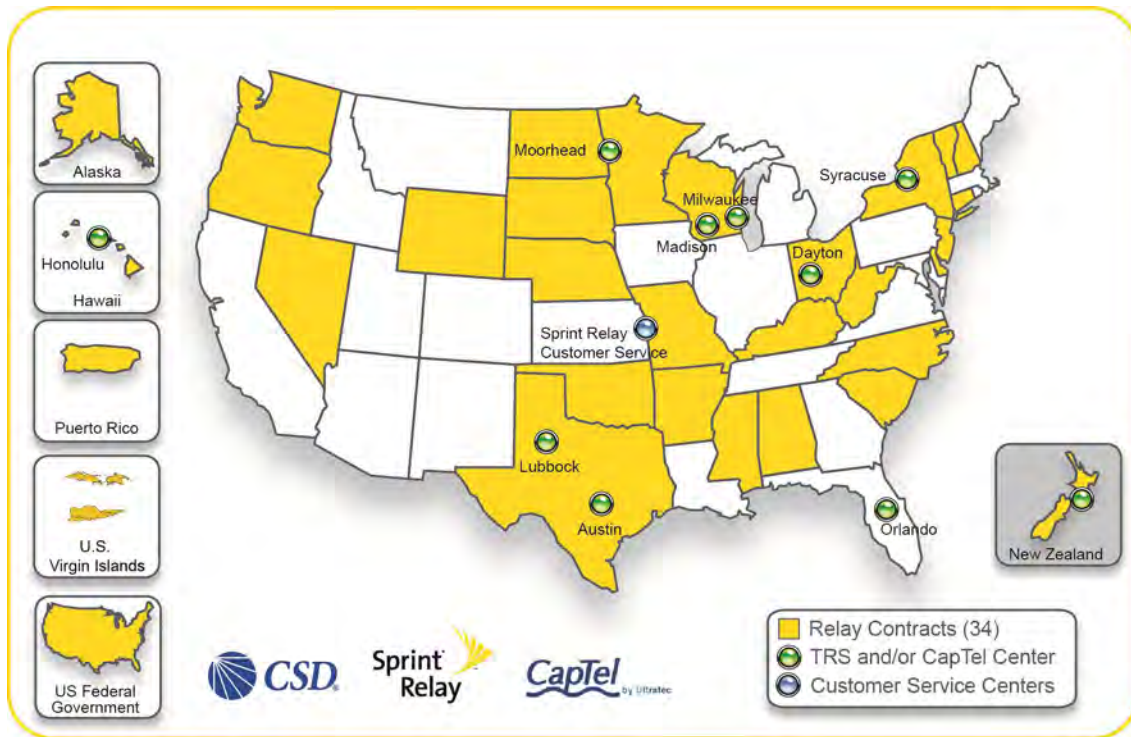 Alaska
Honolulu
Hawaii
Puerto Rico
U.S.
Virgin Islands
US Federal
Government
Moorhead
Milwaukee
Madison
Syracuse
Dayton
Sprint Relay
Customer Service
Lubbock
Austin
Orlando
New Zealand
CSD®
Sprint
Relay
CapTel
by Ultratec
Relay Contracts (34)
TRS and/or CapTel Center
Customer Service Centers